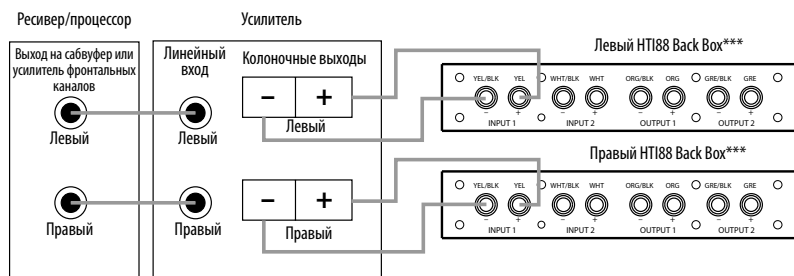 Ресивер/процессор
Усилитель
Выход на сабвуфер или
усилитель фронтальных
каналов
Левый
Правый
Линейный
вход
Левый
Правый
Колоночные выходы
– +
Левый
– +
Правый
Левый HTI88 Back Box***
YEL/BLK YEL WHT/BLK WHT ORG/BLK ORG GRE/BLK GRE
– + – + – + – +
INPUT 1 INPUT 2 OUTPUT 1 OUTPUT 2
Правый HTI88 Back Box***
YEL/BLK YEL WHT/BLK WHT ORG/BLK ORG GRE/BLK GRE
– + – + – + – +
INPUT 1 INPUT 2 OUTPUT 1 OUTPUT 2